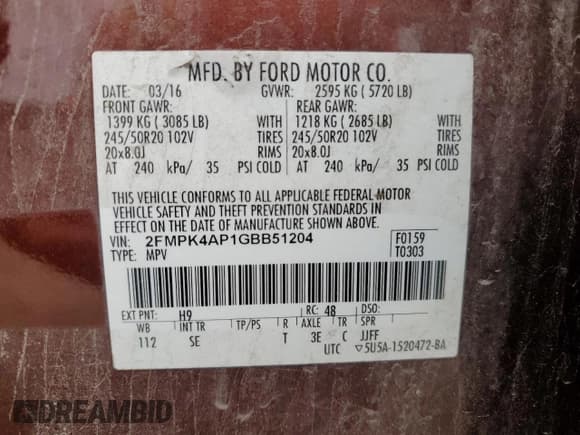 MFD. BY FORD MOTOR CO.
DATE: 03/16 GVWR: 2595 KG ( 5720 LB)
FRONT GAWR: REAR GAWR:
1399 KG ( 3085 LB) 1218 KG ( 2685 LB)
245/50R20 102V TIRES 245/50R20 102V TIRES
20x8.0J RIMS 20x8.0J RIMS
AT 240 kPa/ 35 PSI COLD AT 240 kPa/ 35 PSI COLD
THIS VEHICLE CONFORMS TO ALL APPLICABLE FEDERAL MOTOR
VEHICLE SAFETY AND THEFT PREVENTION STANDARDS IN
EFFECT ON THE DATE OF MANUFACTURE SHOWN ABOVE.
VIN: 2FMPK4AP1GBB51204 F0159
TYPE: MPV T0303
EXT PNT: H9 RC: 48 DSO:
WB INT TR TP/PS R AXLE TR SPR
112 SE T 3E C JJFF
UTC ▽5U5A-1520472-BA
DREAMBID